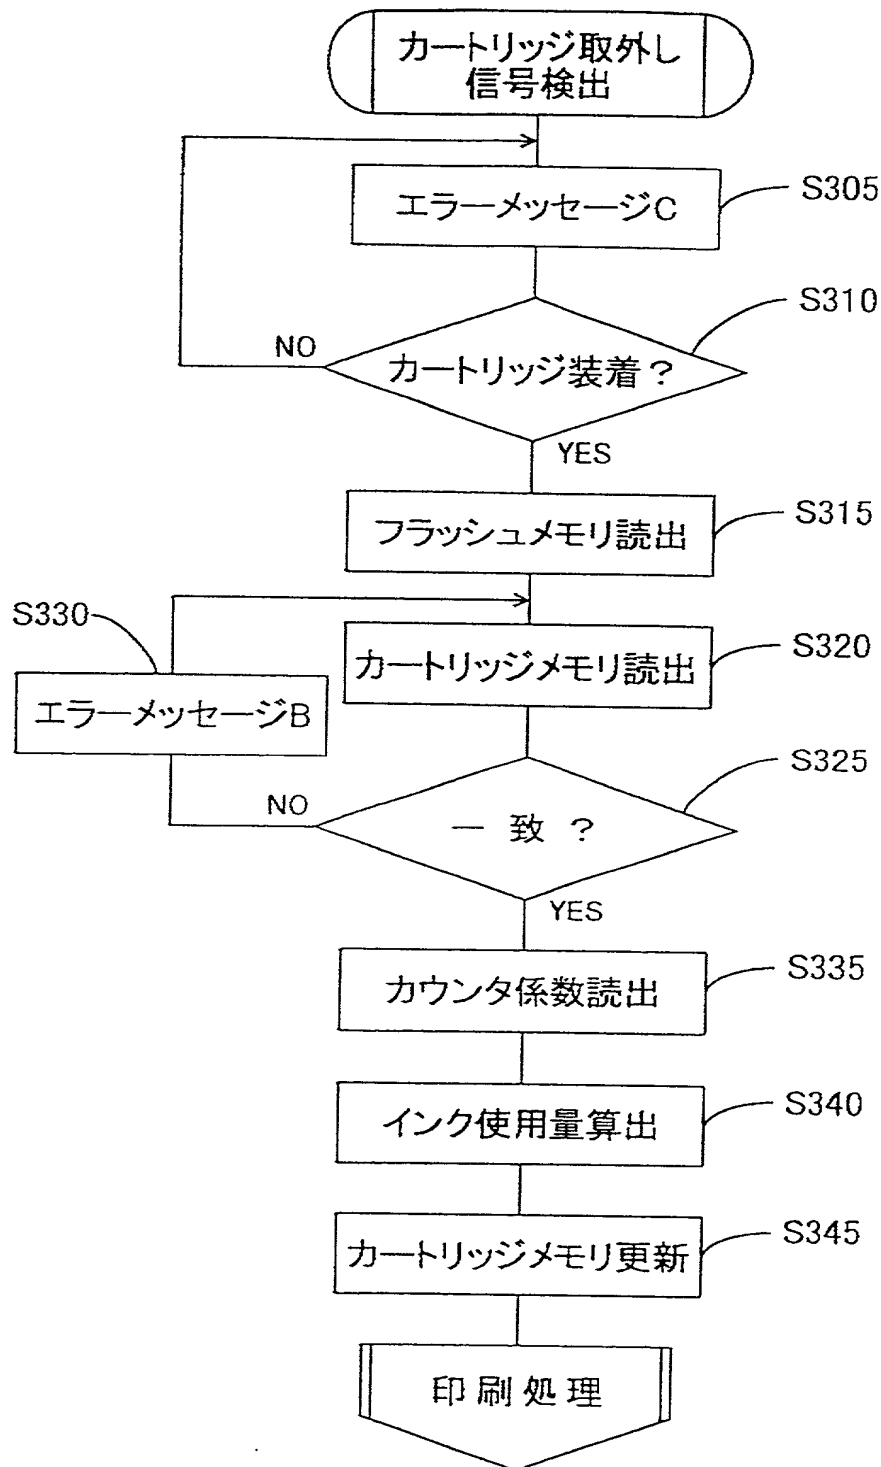 カートリッジ取外し
信号検出
エラーメッセージC
S305
S310
NO
カートリッジ装着?
YES
フラッシュメモリ読出
S315
S330
カートリッジメモリ読出
S320
エラーメッセージB
S325
NO
一致?
YES
カウンタ係数読出
S335
インク使用量算出
S340
カートリッジメモリ更新
S345
印刷処理